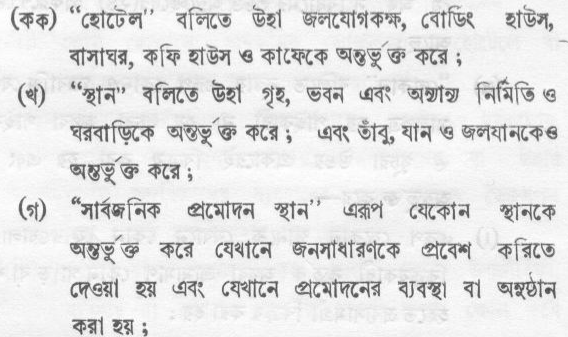 (কক) “হোটেল” বলিতে উহা জলযোগকক্ষ, বোর্ডিং হাউস,
বাসাঘর, কফি হাউস ও কাফেকে অন্তর্ভুক্ত করে ;
(খ) “স্থান” বলিতে উহা গৃহ, ভবন এবং অন্যান্য নির্মিতি ও
ঘরবাড়িকে অন্তর্ভুক্ত করে ; এবং তাঁবু, যান ও জলযানকেও
অন্তর্ভুক্ত করে ;
(গ) “সার্বজনিক প্রমোদন স্থান” এরূপ যেকোন স্থানকে
অন্তর্ভুক্ত করে যেখানে জনসাধারণকে প্রবেশ করিতে
দেওয়া হয় এবং যেখানে প্রমোদনের ব্যবস্থা বা অনুষ্ঠান
করা হয় ;